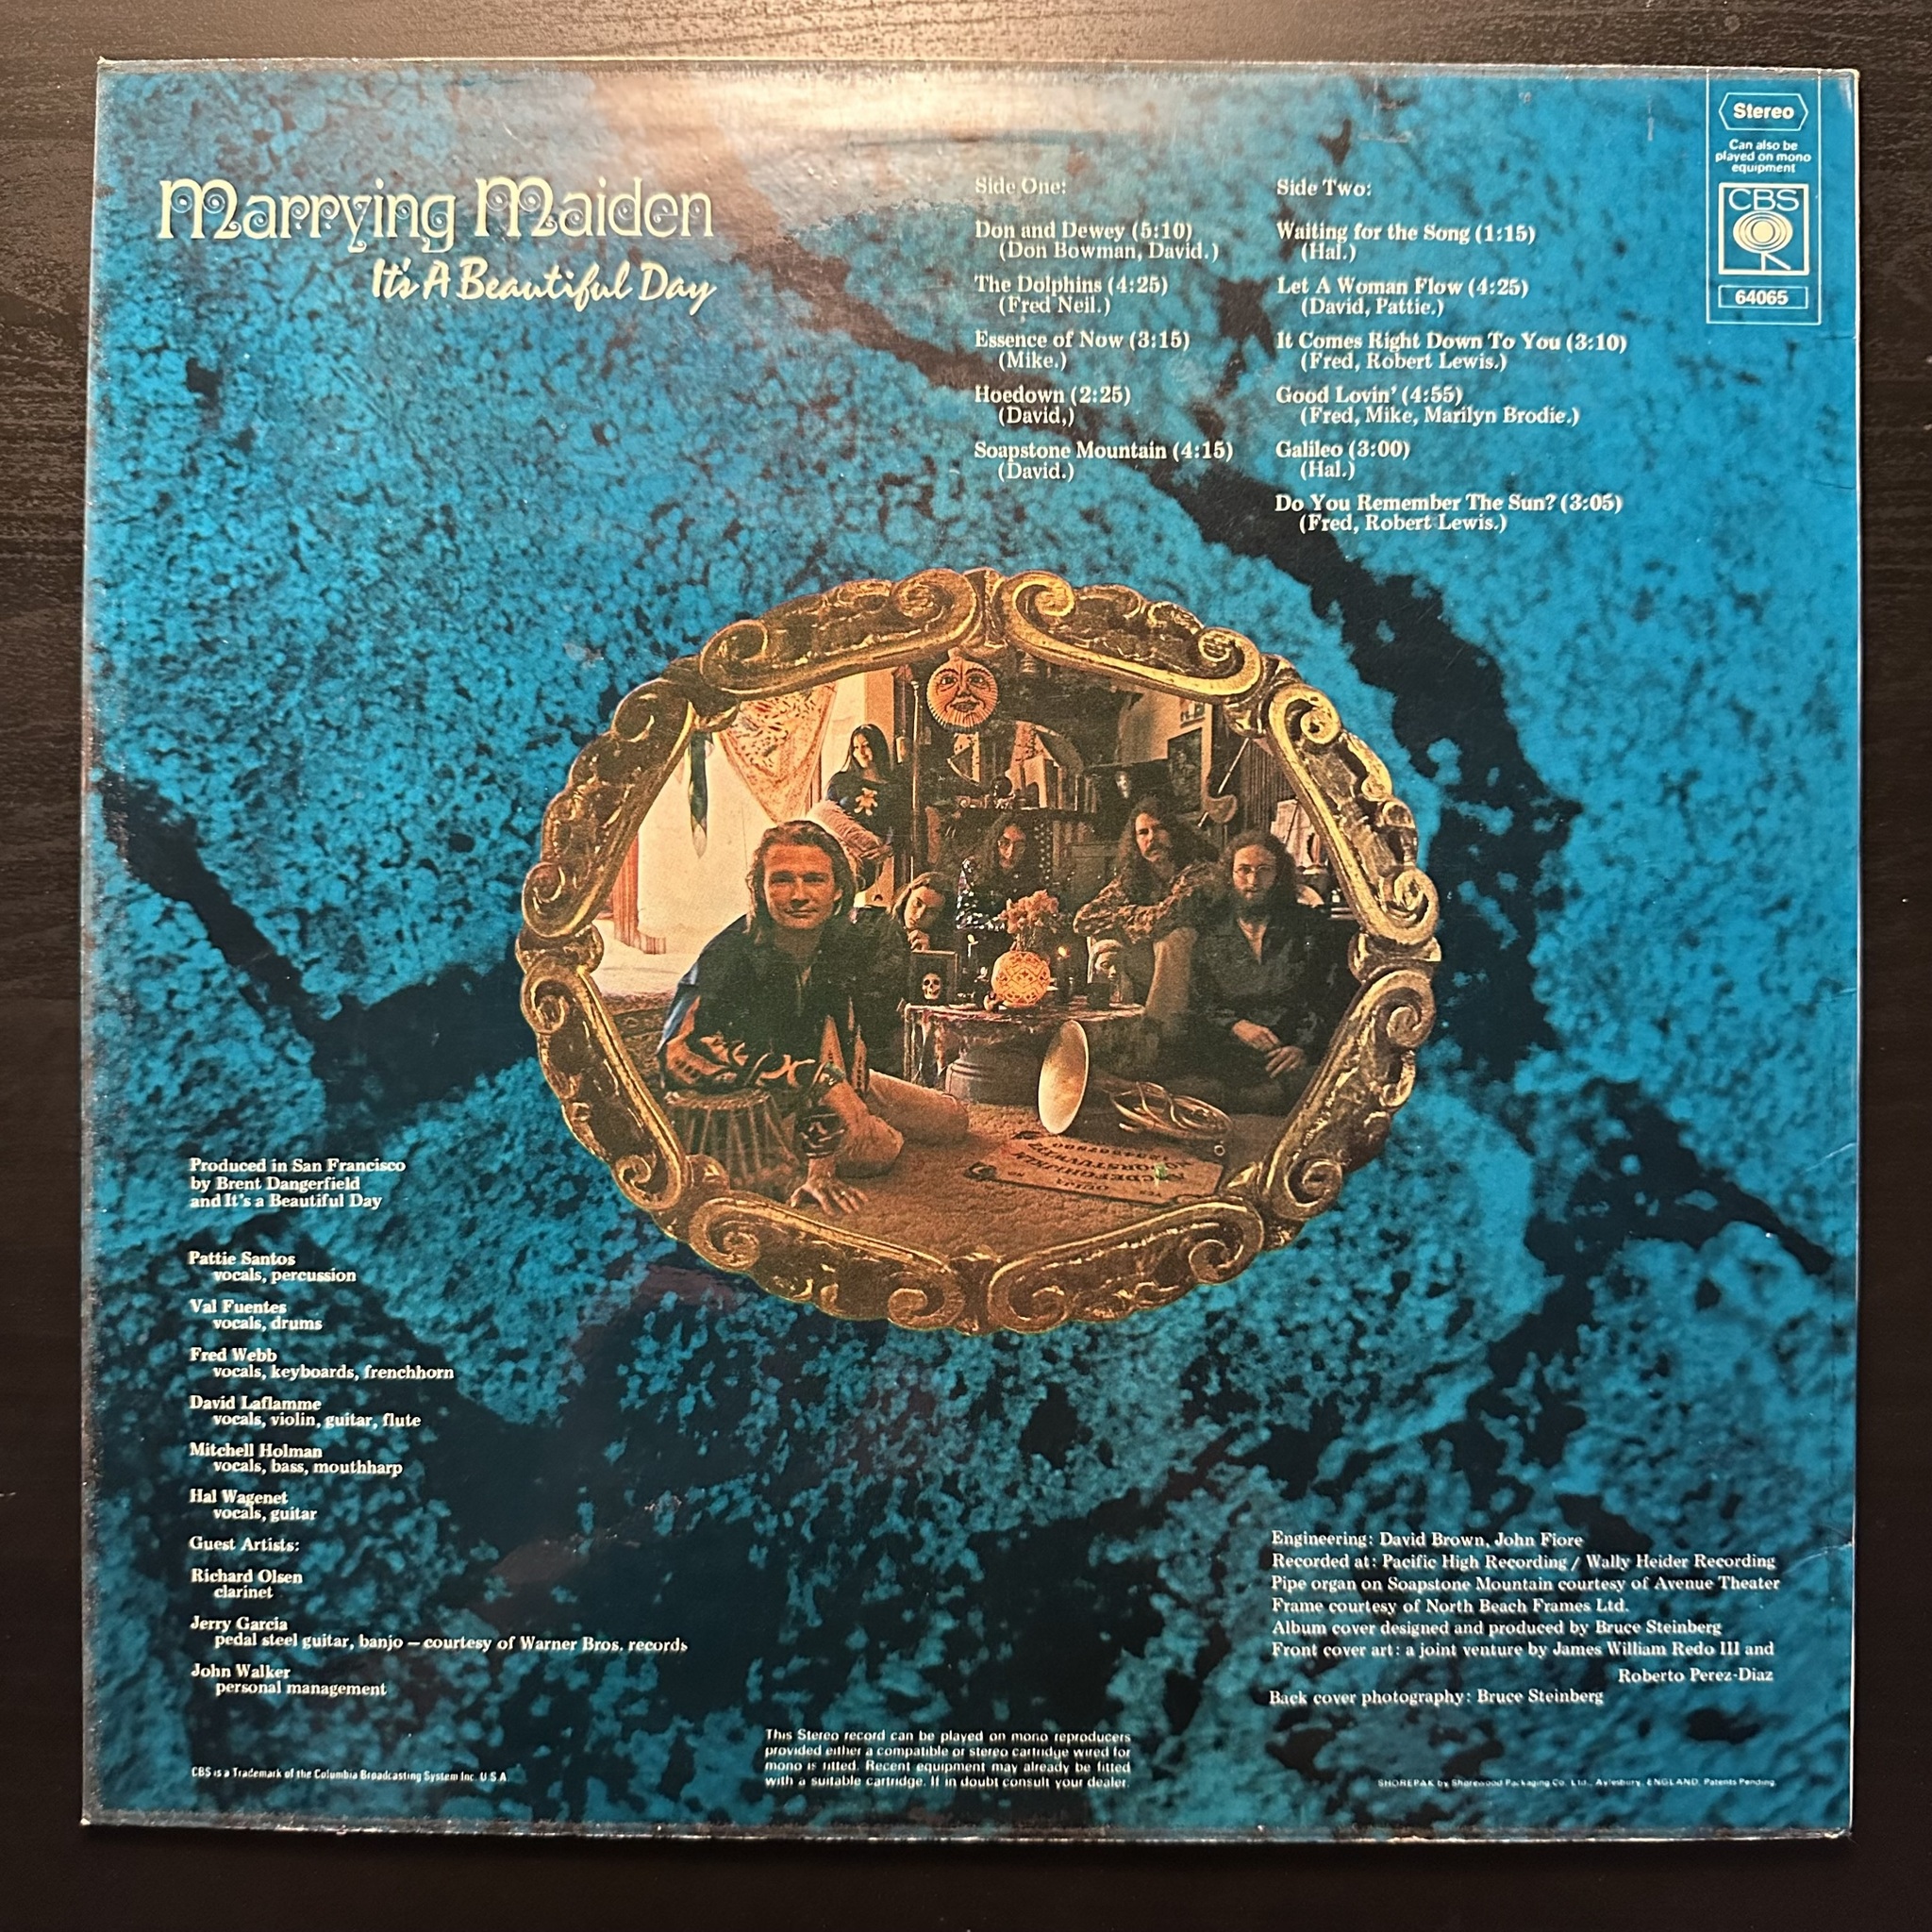 Marrying Maiden
It's A Beautiful Day
Side One:
Don and Dewey (5:10)
(Don Bowman, David.)
The Dolphins (4:25)
(Fred Neil.)
Essence of Now (3:15)
(Mike.)
Hoedown (2:25)
(David,)
Soapstone Mountain (4:15)
(David.)
Side Two:
Waiting for the Song (1:15)
(Hal.)
Let A Woman Flow (4:25)
(David, Pattie.)
It Comes Right Down To You (3:10)
(Fred, Robert Lewis.)
Good Lovin' (4:55)
(Fred, Mike, Marilyn Brodie.)
Galileo (3:00)
(Hal.)
Do You Remember The Sun? (3:05)
(Fred, Robert Lewis.)
Stereo
Can also be
played on mono
equipment
CBS
64065
Produced in San Francisco
by Brent Dangerfield
and It's a Beautiful Day
Pattie Santos
vocals, percussion
Val Fuentes
vocals, drums
Fred Webb
vocals, keyboards, frenchhorn
David Laflamme
vocals, violin, guitar, flute
Mitchell Holman
vocals, bass, mouthharp
Hal Wagenet
vocals, guitar
Guest Artists:
Richard Olsen
clarinet
Jerry Garcia
pedal steel guitar, banjo — courtesy of Warner Bros. records
John Walker
personal management
Engineering: David Brown, John Fiore
Recorded at: Pacific High Recording / Wally Heider Recording
Pipe organ on Soapstone Mountain courtesy of Avenue Theater
Frame courtesy of North Beach Frames Ltd.
Album cover designed and produced by Bruce Steinberg
Front cover art: a joint venture by James William Redo III and
Roberto Perez-Diaz
Back cover photography: Bruce Steinberg
CBS is a Trademark of the Columbia Broadcasting System Inc. U.S.A.
This Stereo record can be played on mono reproducers
provided either a compatible or stereo cartridge wired for
mono is fitted. Recent equipment may already be fitted
with a suitable cartridge. If in doubt consult your dealer.
SHOREPAK by Shorewood Packaging Co. Ltd., Aylesbury, ENGLAND. Patents Pending.